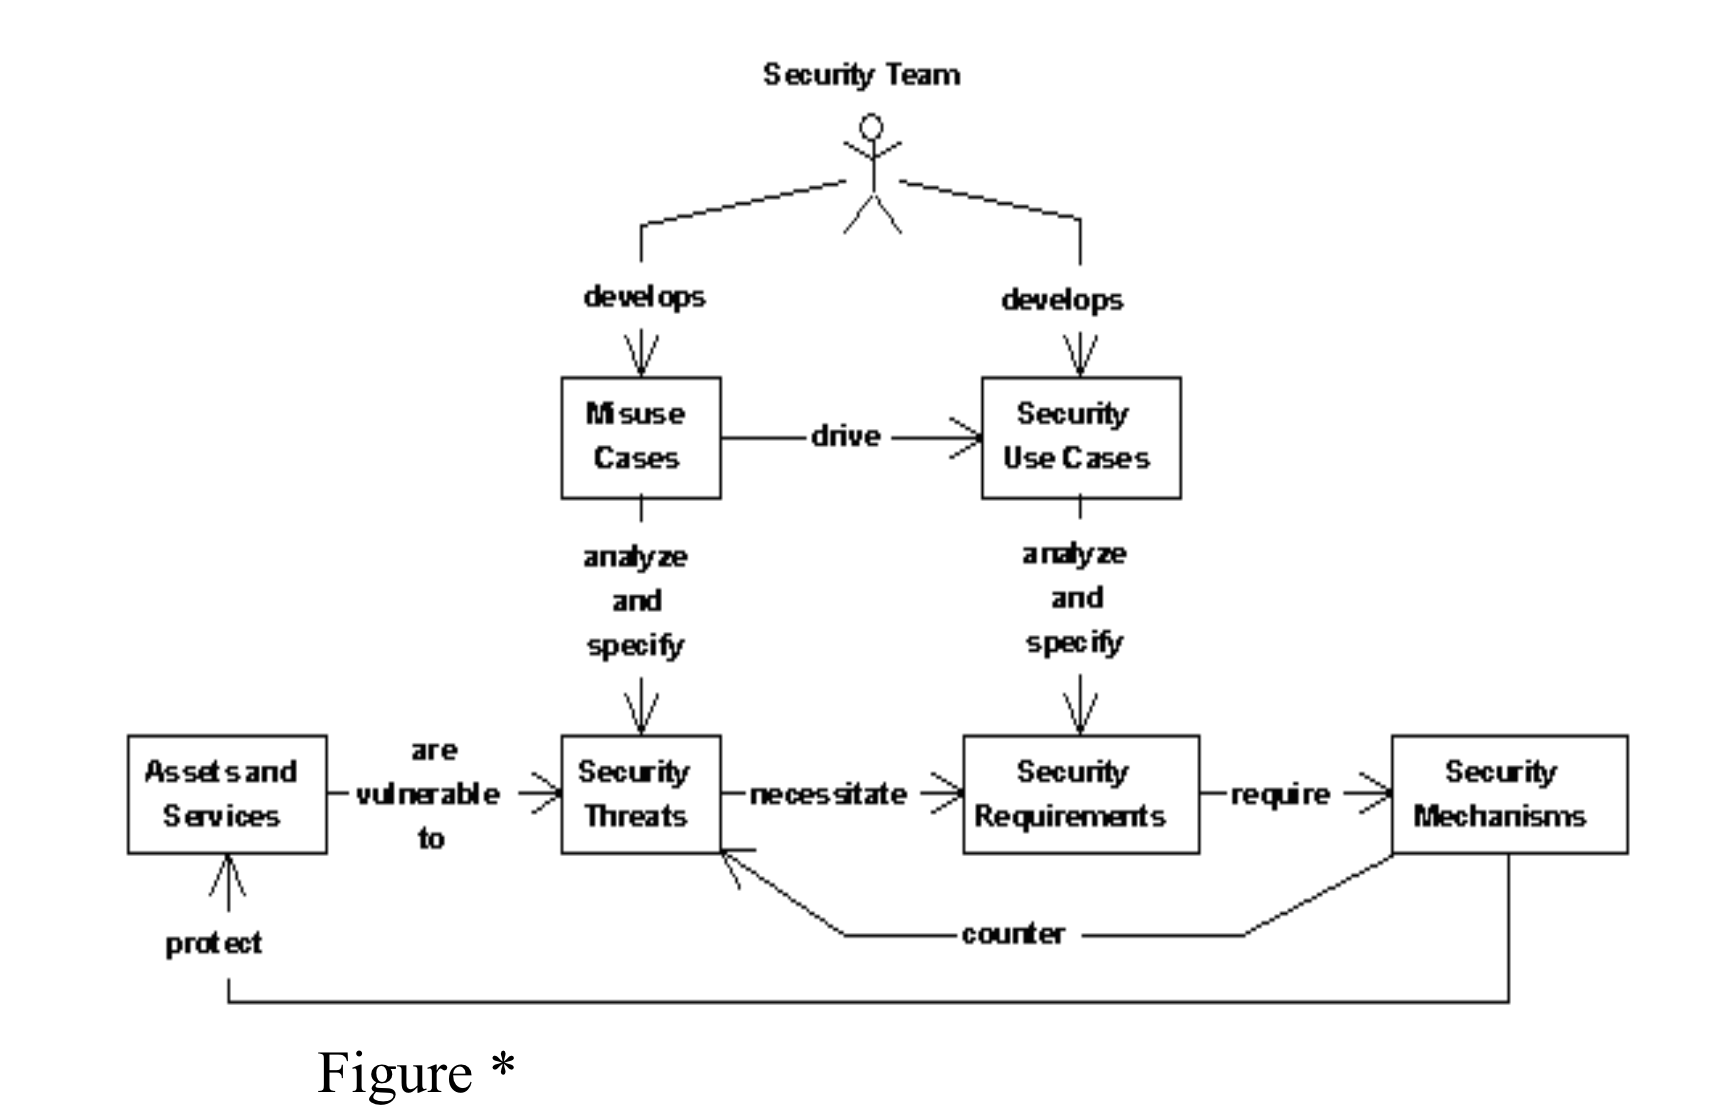 Security Team
develops
develops
Misuse
Cases
drive
Security
Use Cases
analyze
and
specify
analyze
and
specify
Assets and
Services
are
vulnerable
to
Security
Threats
necessitate
Security
Requirements
require
Security
Mechanisms
counter
protect
Figure *